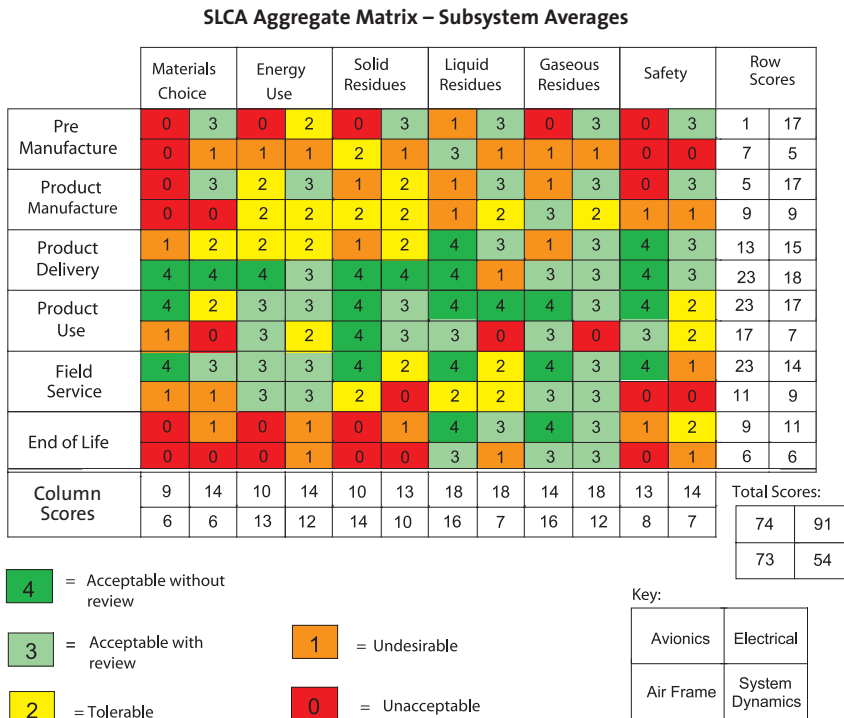 SLCA Aggregate Matrix – Subsystem Averages
Materials Choice Energy Use Solid Residues Liquid Residues Gaseous Residues Safety Row Scores
Pre Manufacture
0 3 0 2 0 3 1 3 0 3 0 3 1 17
0 1 1 1 2 1 3 1 1 1 0 0 7 5
Product Manufacture
0 3 2 3 1 2 1 3 1 3 0 3 5 17
0 0 2 2 2 2 1 2 3 2 1 1 9 9
Product Delivery
1 2 2 2 1 2 4 3 1 3 4 3 13 15
4 4 4 3 4 4 4 1 3 3 4 3 23 18
Product Use
4 2 3 3 4 3 4 4 4 3 4 2 23 17
1 0 3 2 4 3 3 0 3 0 3 2 17 7
Field Service
4 3 3 3 4 2 4 2 4 3 4 1 23 14
1 1 3 3 2 0 2 2 3 3 0 0 11 9
End of Life
0 1 0 1 0 1 4 3 4 3 1 2 9 11
0 0 0 1 0 0 3 1 3 3 0 1 6 6
Column Scores
9 14 10 14 10 13 18 18 14 18 13 14
6 6 13 12 14 10 16 7 16 12 8 7
Total Scores:
74 91
73 54
4 = Acceptable without review
3 = Acceptable with review
2 = Tolerable
1 = Undesirable
0 = Unacceptable
Key:
Avionics Electrical
Air Frame System Dynamics